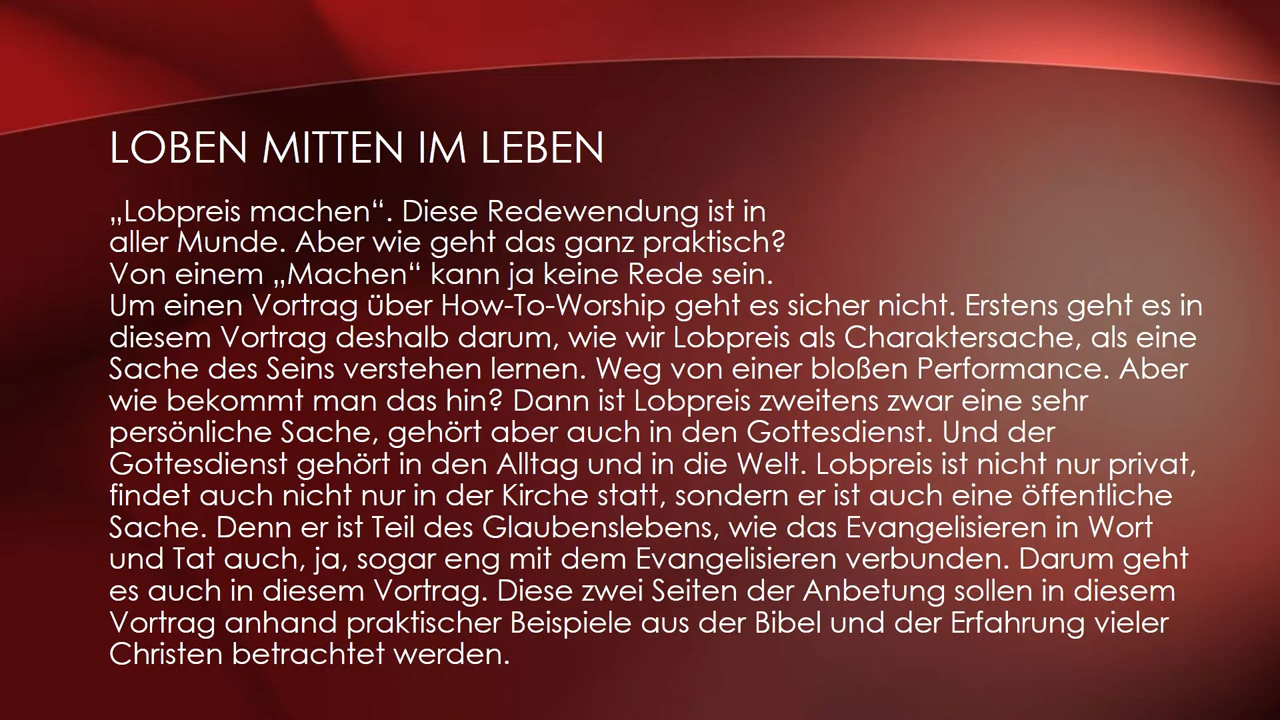 LOBEN MITTEN IM LEBEN
„Lobpreis machen“. Diese Redewendung ist in
aller Munde. Aber wie geht das ganz praktisch?
Von einem „Machen“ kann ja keine Rede sein.
Um einen Vortrag über How-To-Worship geht es sicher nicht. Erstens geht es in
diesem Vortrag deshalb darum, wie wir Lobpreis als Charaktersache, als eine
Sache des Seins verstehen lernen. Weg von einer bloßen Performance. Aber
wie bekommt man das hin? Dann ist Lobpreis zweitens zwar eine sehr
persönliche Sache, gehört aber auch in den Gottesdienst. Und der
Gottesdienst gehört in den Alltag und in die Welt. Lobpreis ist nicht nur privat,
findet auch nicht nur in der Kirche statt, sondern er ist auch eine öffentliche
Sache. Denn er ist Teil des Glaubenslebens, wie das Evangelisieren in Wort
und Tat auch, ja, sogar eng mit dem Evangelisieren verbunden. Darum geht
es auch in diesem Vortrag. Diese zwei Seiten der Anbetung sollen in diesem
Vortrag anhand praktischer Beispiele aus der Bibel und der Erfahrung vieler
Christen betrachtet werden.